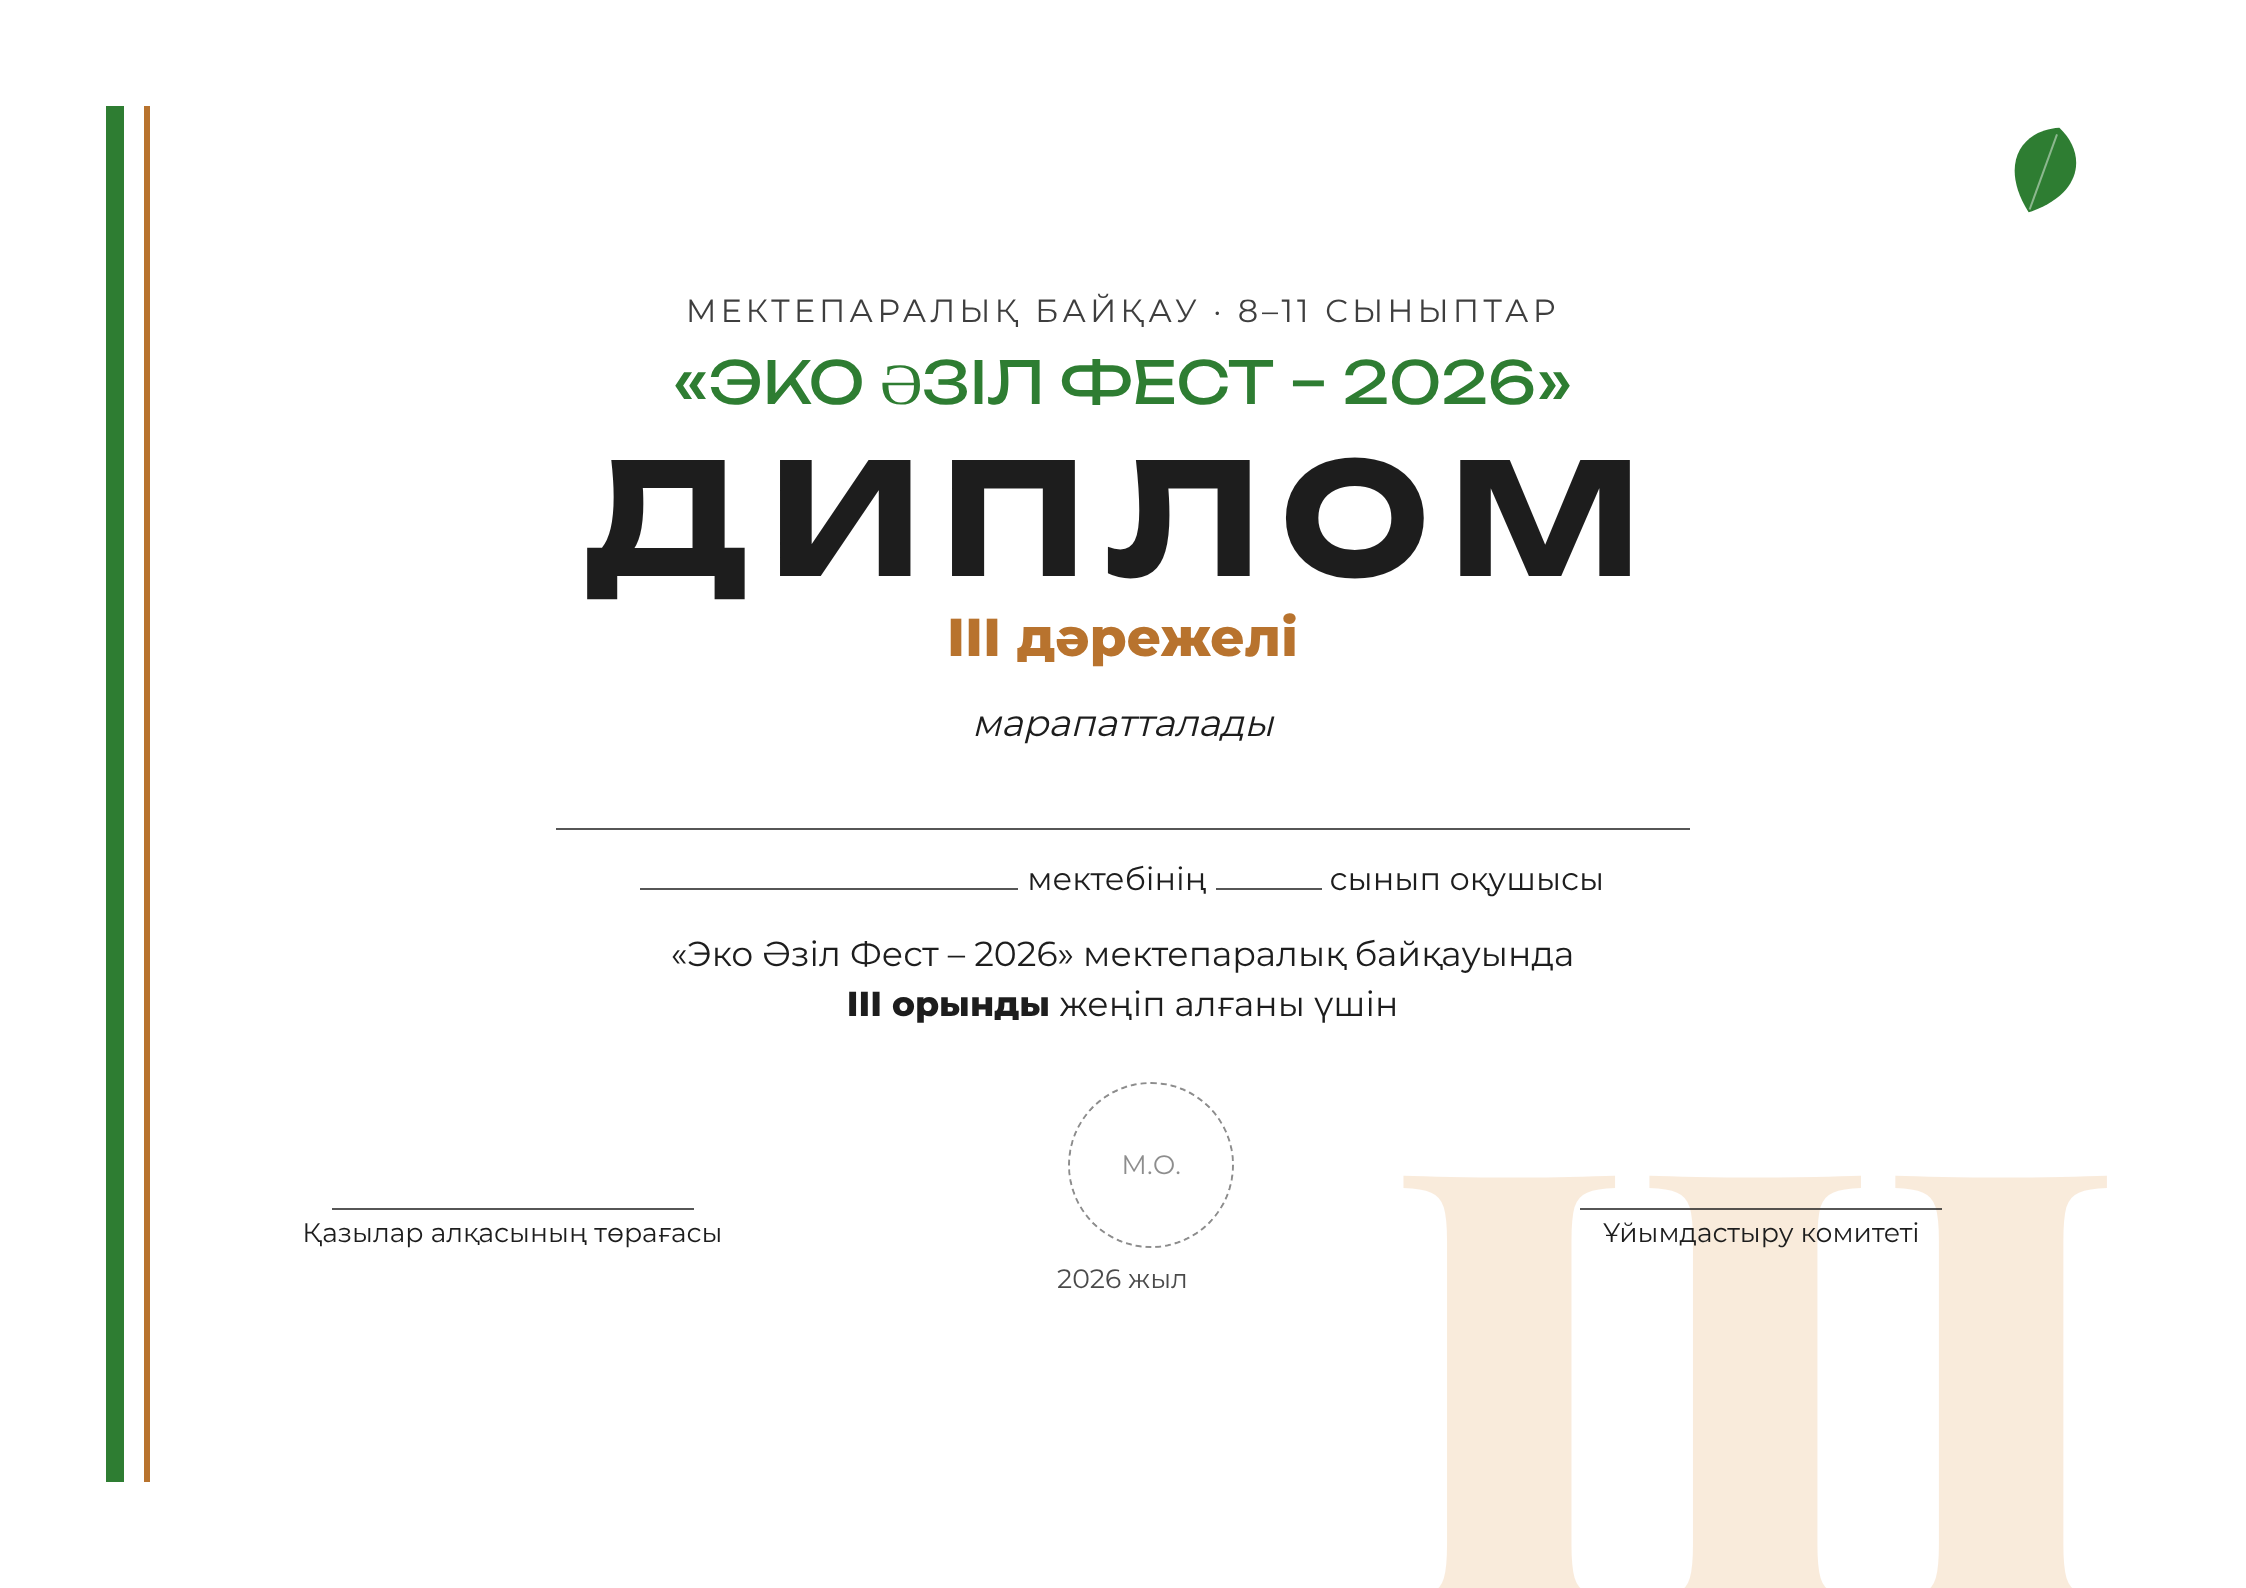 МЕКТЕПАРАЛЫҚ БАЙҚАУ · 8–11 СЫНЫПТАР
«ЭКО ӘЗІЛ ФЕСТ – 2026»
ДИПЛОМ
III дәрежелі
марапатталады
мектебінің сынып оқушысы
«Эко Әзіл Фест – 2026» мектепаралық байқауында
III орынды жеңіп алғаны үшін
М.О.
Қазылар алқасының төрағасы
Ұйымдастыру комитеті
2026 жыл
III